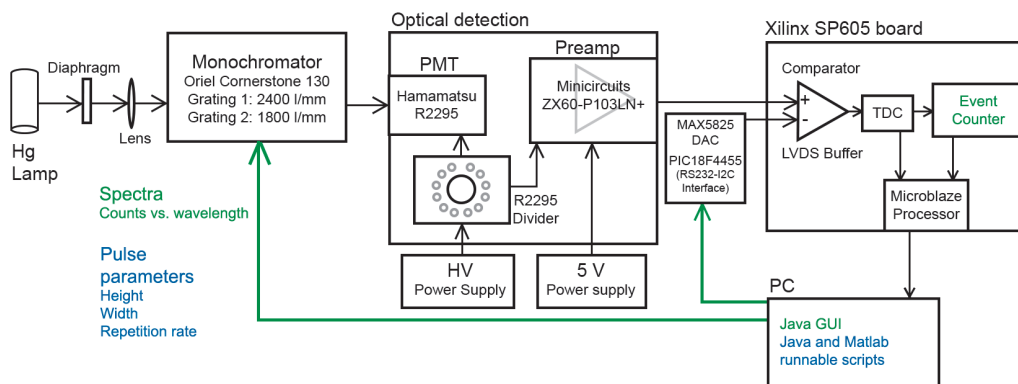 Hg
Lamp
Diaphragm
Lens
Monochromator
Oriel Cornerstone 130
Grating 1: 2400 l/mm
Grating 2: 1800 l/mm
Spectra
Counts vs. wavelength
Pulse
parameters
Height
Width
Repetition rate
Optical detection
PMT
Hamamatsu
R2295
R2295
Divider
Preamp
Minicircuits
ZX60-P103LN+
HV
Power Supply
5 V
Power supply
MAX5825
DAC
PIC18F4455
(RS232-I2C
Interface)
Xilinx SP605 board
Comparator
+
-
LVDS Buffer
TDC
Event
Counter
Microblaze
Processor
PC
Java GUI
Java and Matlab
runnable scripts